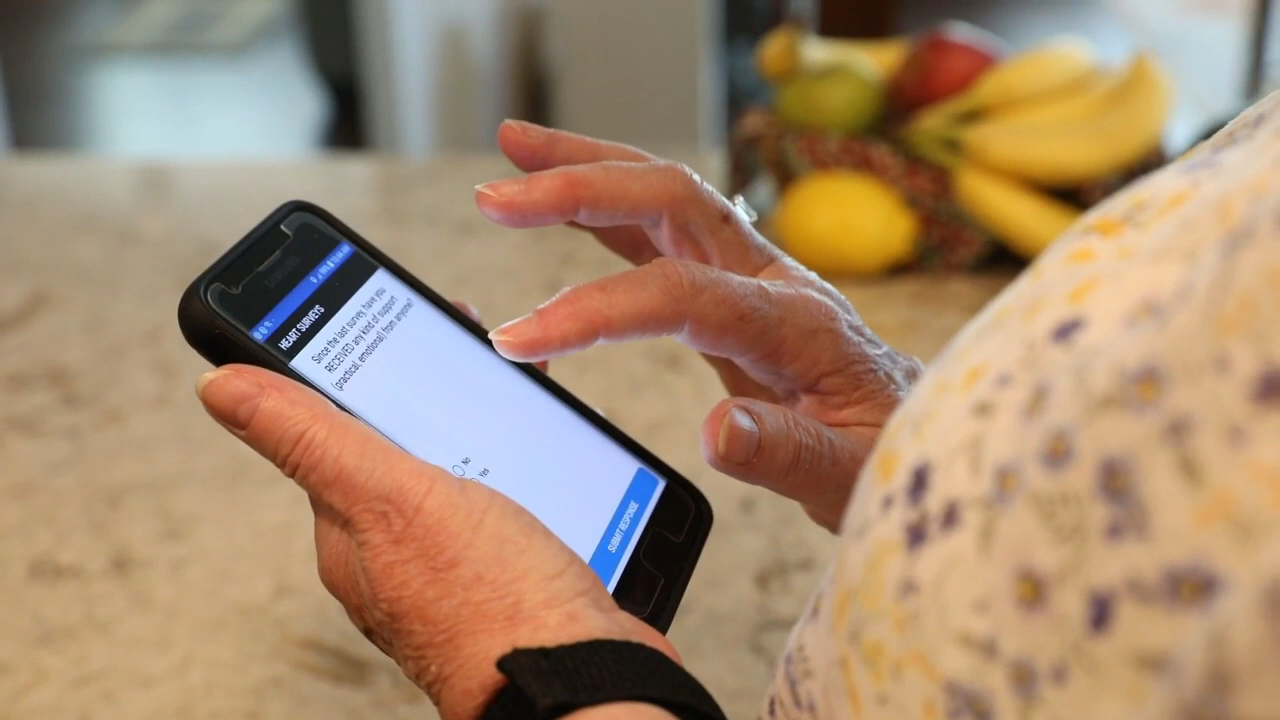 HEART SURVEYS
Since the last survey, have you
RECEIVED any kind of support
(practical, emotional) from anyone?
No
Yes
SUBMIT RESPONSE